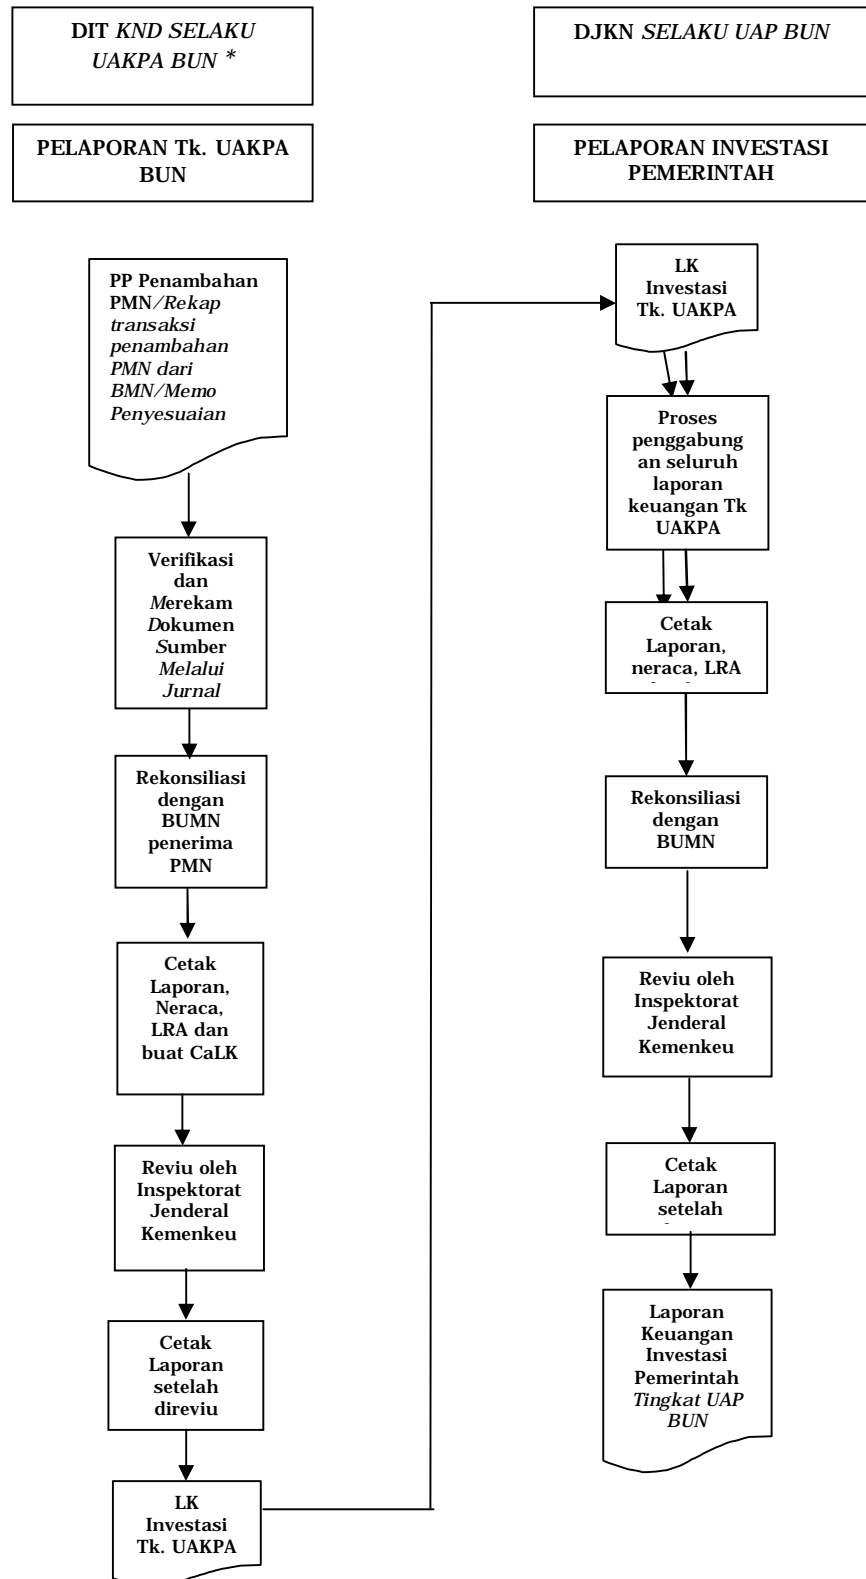 DIT KND SELAKU
UAKPA BUN *
PELAPORAN Tk. UAKPA
BUN
PP Penambahan
PMN/Rekap
transaksi
penambahan
PMN dari
BMN/Memo
Penyesuaian
Verifikasi
dan
Merekam
Dokumen
Sumber
Melalui
Jurnal
Rekonsiliasi
dengan
BUMN
penerima
PMN
Cetak
Laporan,
Neraca,
LRA dan
buat CaLK
Reviu oleh
Inspektorat
Jenderal
Kemenkeu
Cetak
Laporan
setelah
direviu
LK
Investasi
Tk. UAKPA
DJKN SELAKU UAP BUN
PELAPORAN INVESTASI
PEMERINTAH
LK
Investasi
Tk. UAKPA
Proses
penggabung
an seluruh
laporan
keuangan Tk
UAKPA
Cetak
Laporan,
neraca, LRA
Rekonsiliasi
dengan
BUMN
Reviu oleh
Inspektorat
Jenderal
Kemenkeu
Cetak
Laporan
setelah
Laporan
Keuangan
Investasi
Pemerintah
Tingkat UAP
BUN